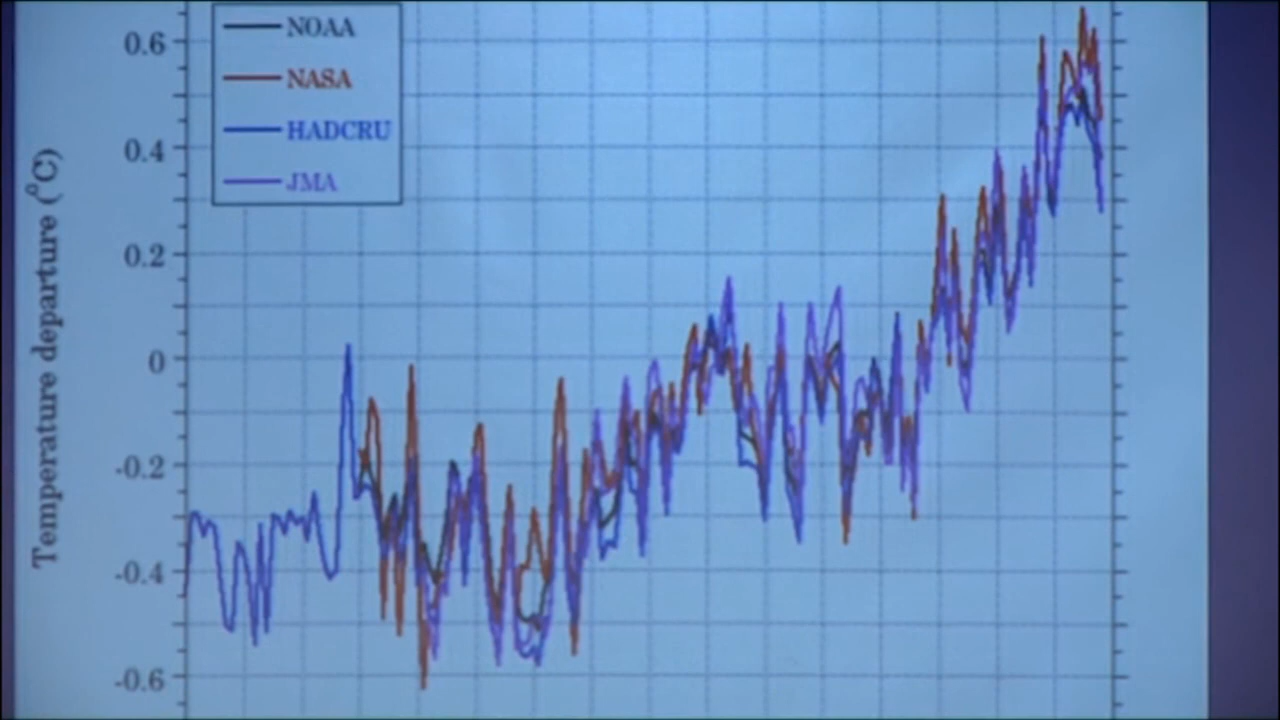 NOAA
NASA
HADCRU
JMA
Temperature departure (°C)
0.6
0.4
0.2
0
-0.2
-0.4
-0.6